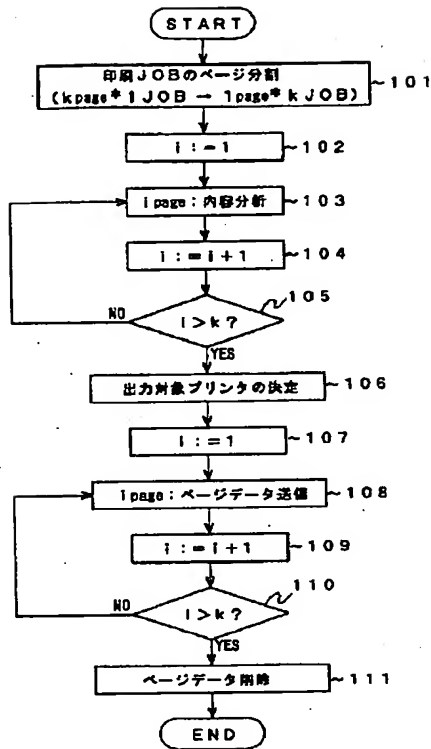 START
印刷JOBのページ分割 ~101
(kpage*1JOB → 1page*kJOB)
i:=1 ~102
ipage:内容分析 ~103
i:=i+1 ~104
105
i>k?
NO
YES
出力対象プリンタの決定 ~106
i:=1 ~107
ipage:ページデータ送信 ~108
i:=i+1 ~109
110
i>k?
NO
YES
ページデータ削除 ~111
END